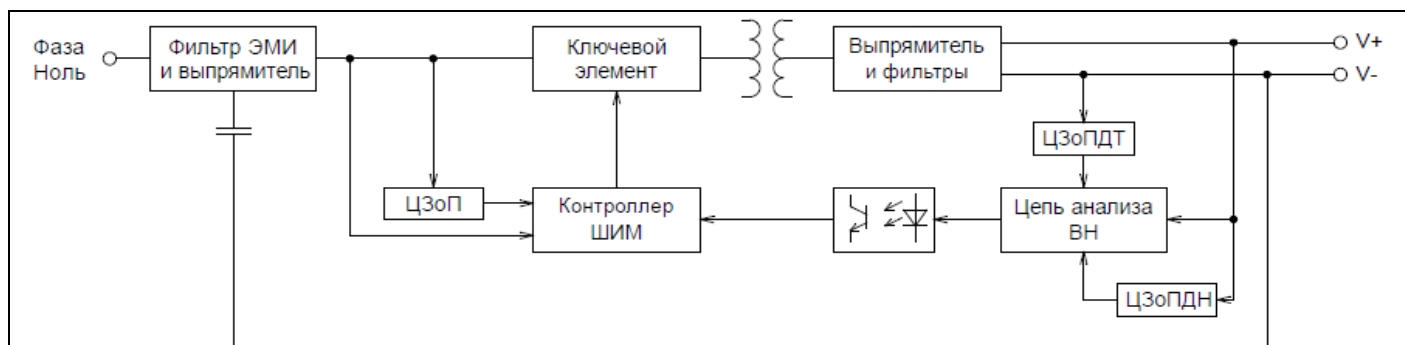 Фаза
Ноль
Фильтр ЭМИ
и выпрямитель
Ключевой
элемент
Выпрямитель
и фильтры
V+
V-
ЦЗоПДТ
ЦЗоП
Контроллер
ШИМ
Цепь анализа
ВН
ЦЗоПДН